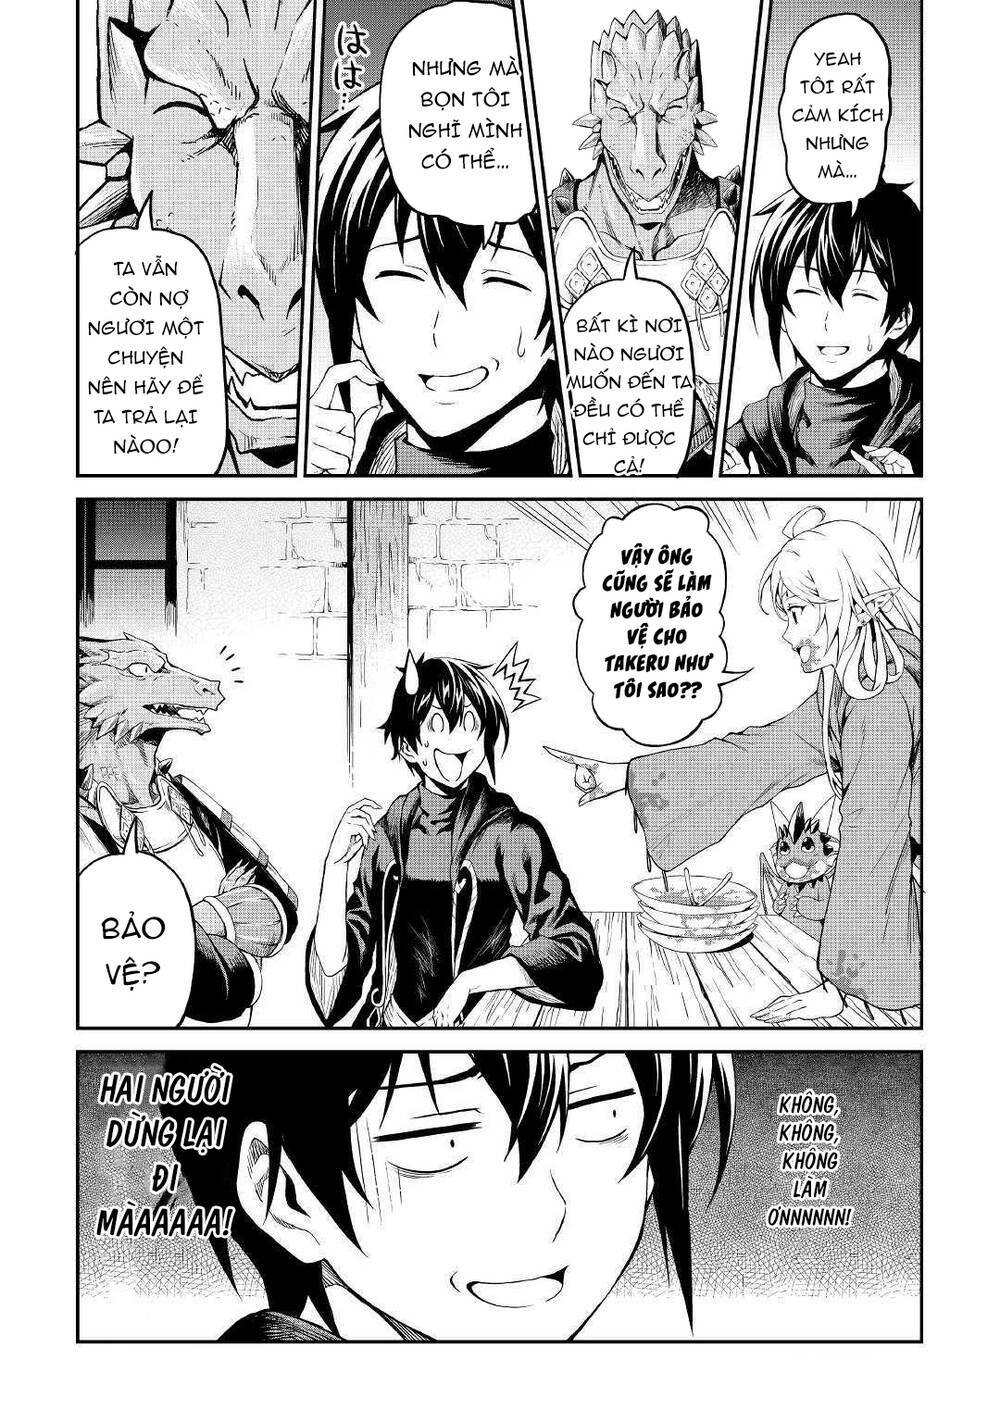 YEAH
TÔI RẤT
CẢM KÍCH
NHƯNG
MÀ...
BẤT KÌ NƠI
NÀO NGƯƠI
MUỐN ĐẾN TA
ĐỀU CÓ THỂ
CHỈ ĐƯỢC
CẢ!
NHƯNG MÀ
BỌN TÔI
NGHĨ MÌNH
CÓ THỂ...
はは…
TA VẪN
CÒN NỢ
NGƯƠI MỘT
CHUYỆN
NÊN HÃY ĐỂ
TA TRẢ LẠI
NÀOO!
VẬY ÔNG
CŨNG SẼ LÀM
NGƯỜI BẢO
VỆ CHO
TAKERU NHƯ
TÔI SAO??
BẢO
VỆ?
KHÔNG,
KHÔNG,
KHÔNG
LÀM
ƠNNNNNN!
HAI NGƯỜI
DỪNG LẠI
ĐI
MÀAAAAA!